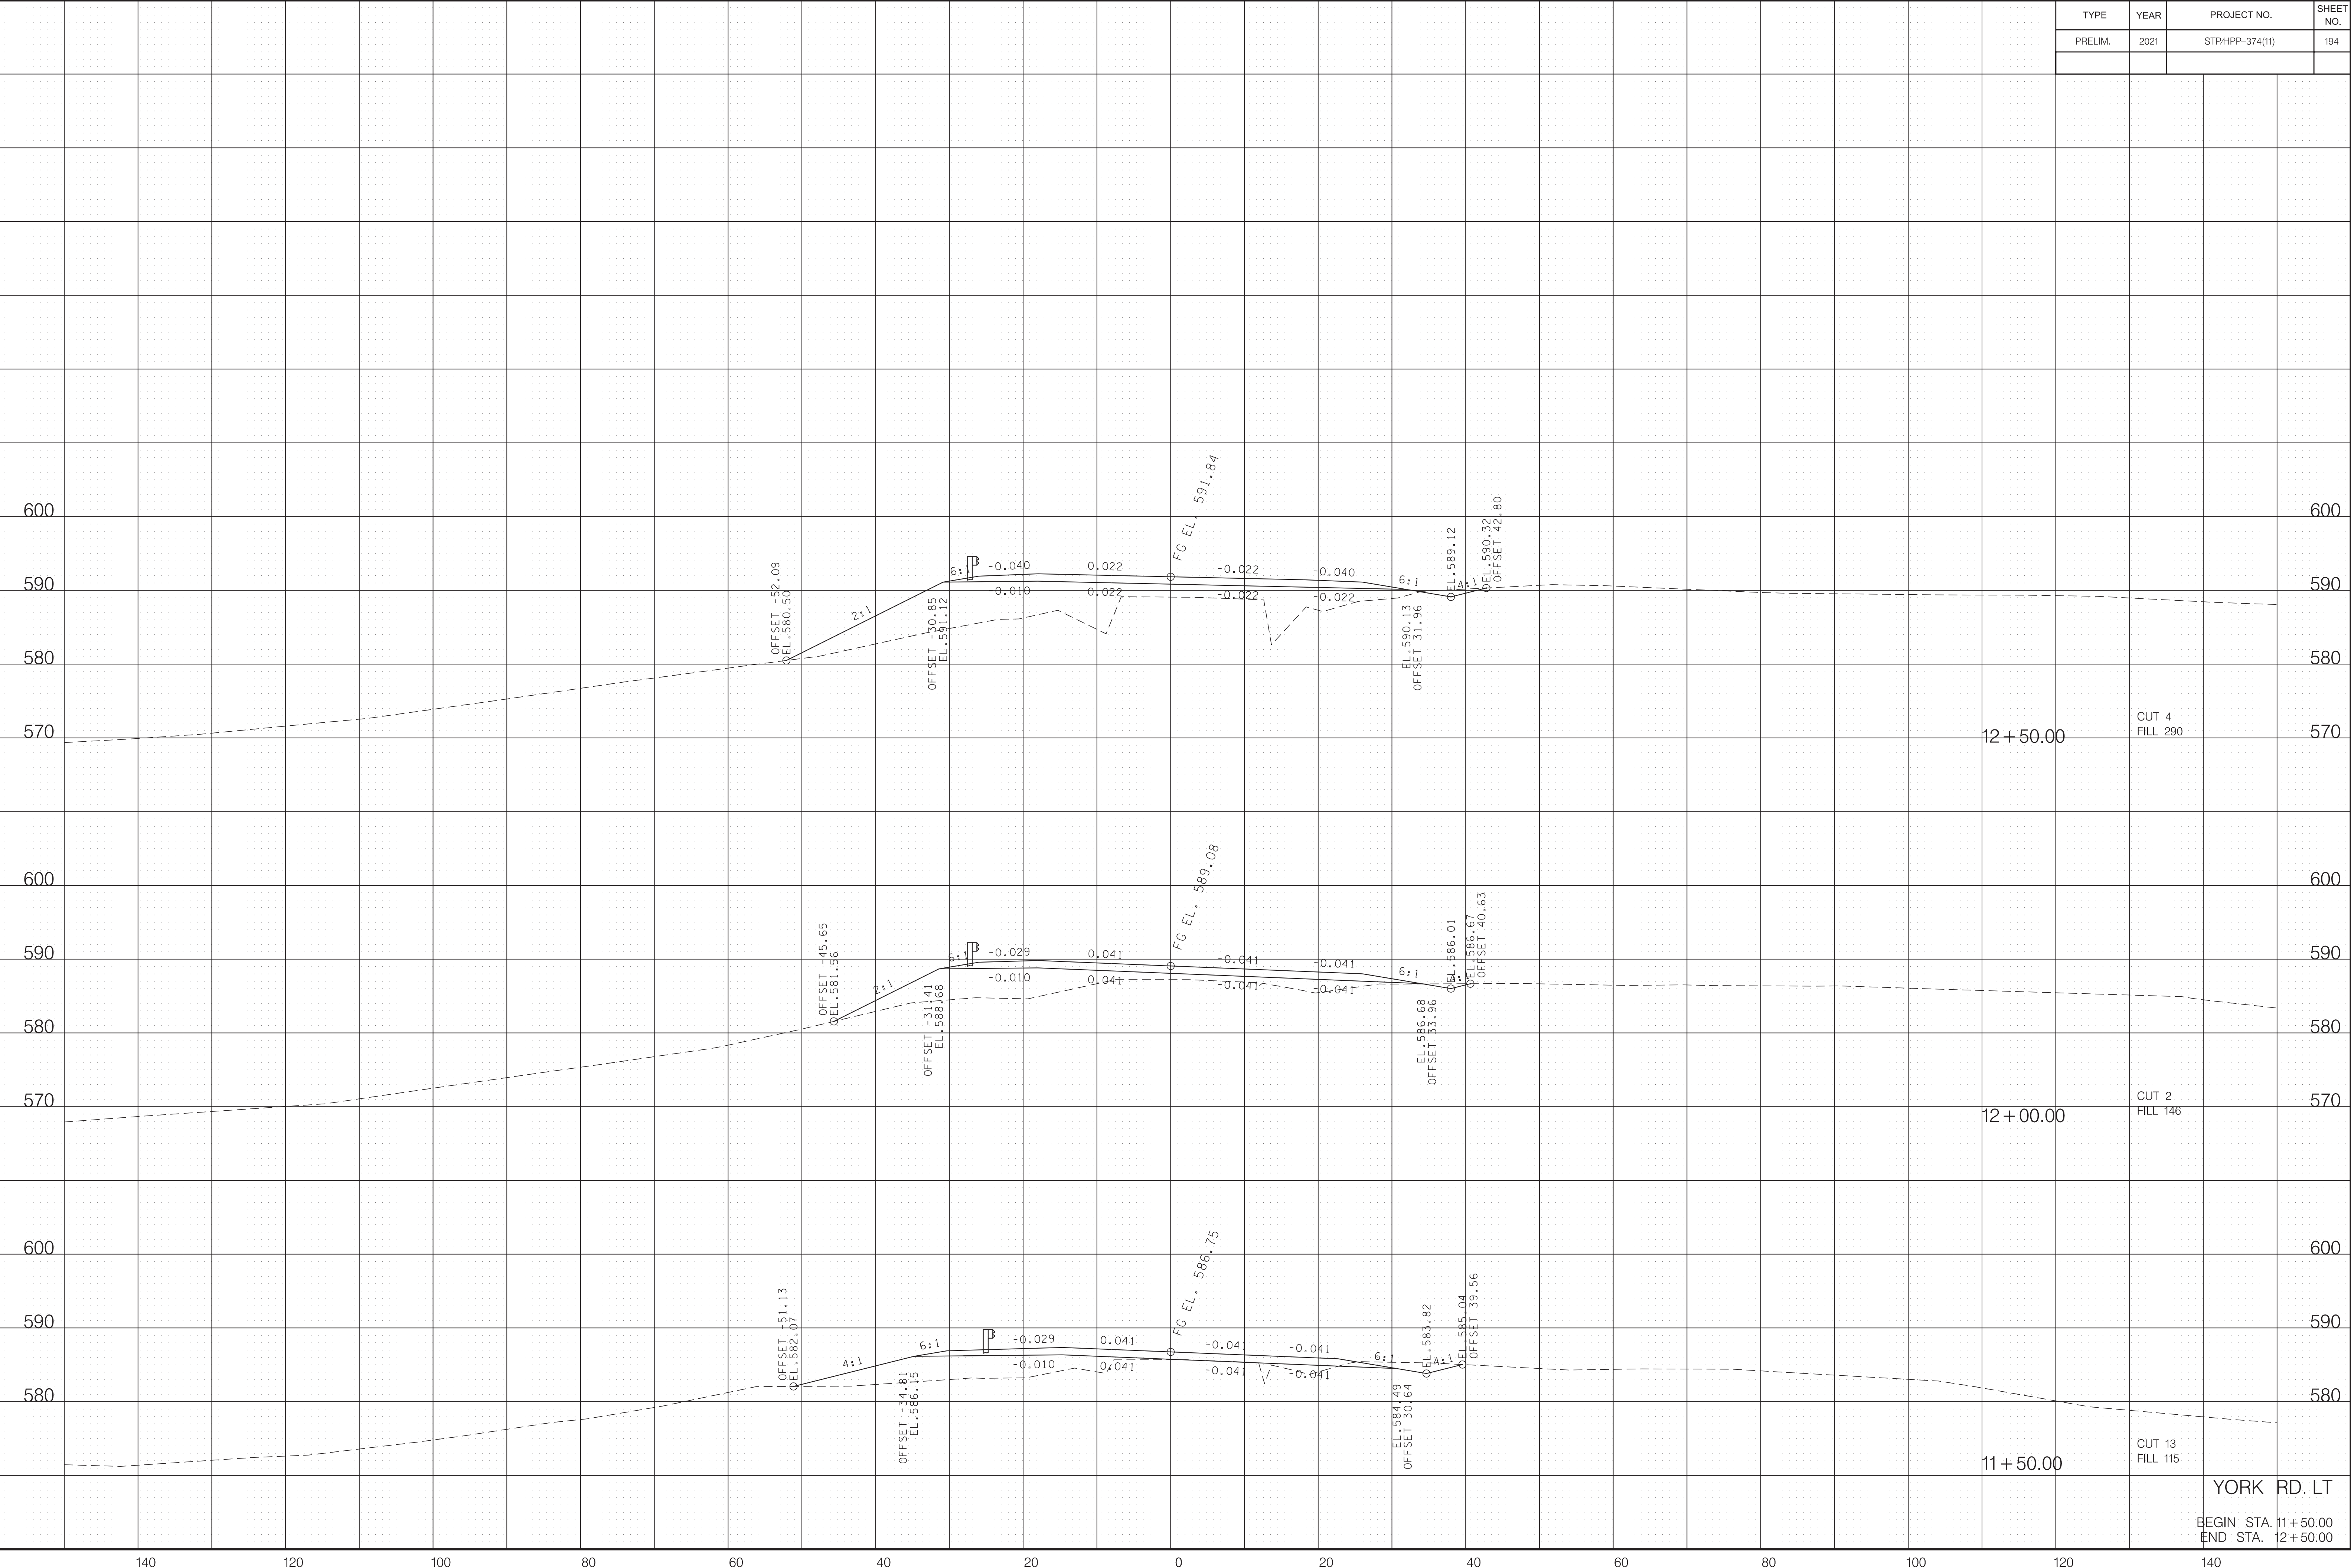 TYPE YEAR PROJECT NO. SHEET NO.
PRELIM. 2021 STP/HPP-374(11) 194
FG EL. 591.84
600 600
OFFSET -52.09
EL.580.50
6:1 -0.040 0.022 -0.022 -0.040 6:1 4:1
EL.589.12
EL.590.32
OFFSET 42.80
590 590
-0.010 0.022 -0.022 -0.022
2:1
OFFSET -30.85
EL.591.12
EL.590.13
OFFSET 31.96
580 580
CUT 4
FILL 290
570 12+50.00 570
FG EL. 589.08
600 600
OFFSET -45.65
EL.581.56
6:1 -0.029 0.041 -0.041 -0.041 6:1 4:1
EL.586.01
EL.586.67
OFFSET 40.63
590 590
-0.010 0.041 -0.041 -0.041
2:1
OFFSET -31.41
EL.588.68
EL.586.68
OFFSET 33.96
580 580
CUT 2
FILL 146
570 12+00.00 570
FG EL. 586.75
600 600
OFFSET -51.13
EL.582.07
590 590
4:1 6:1 -0.029 0.041 -0.041 -0.041 6:1 4:1
EL.583.82
EL.585.04
OFFSET 39.56
-0.010 0.041 -0.041 -0.041
OFFSET -34.81
EL.586.15
EL.584.49
OFFSET 30.64
580 580
CUT 13
FILL 115
11+50.00
YORK RD. LT
BEGIN STA. 11+50.00
END STA. 12+50.00
140 120 100 80 60 40 20 0 20 40 60 80 100 120 140